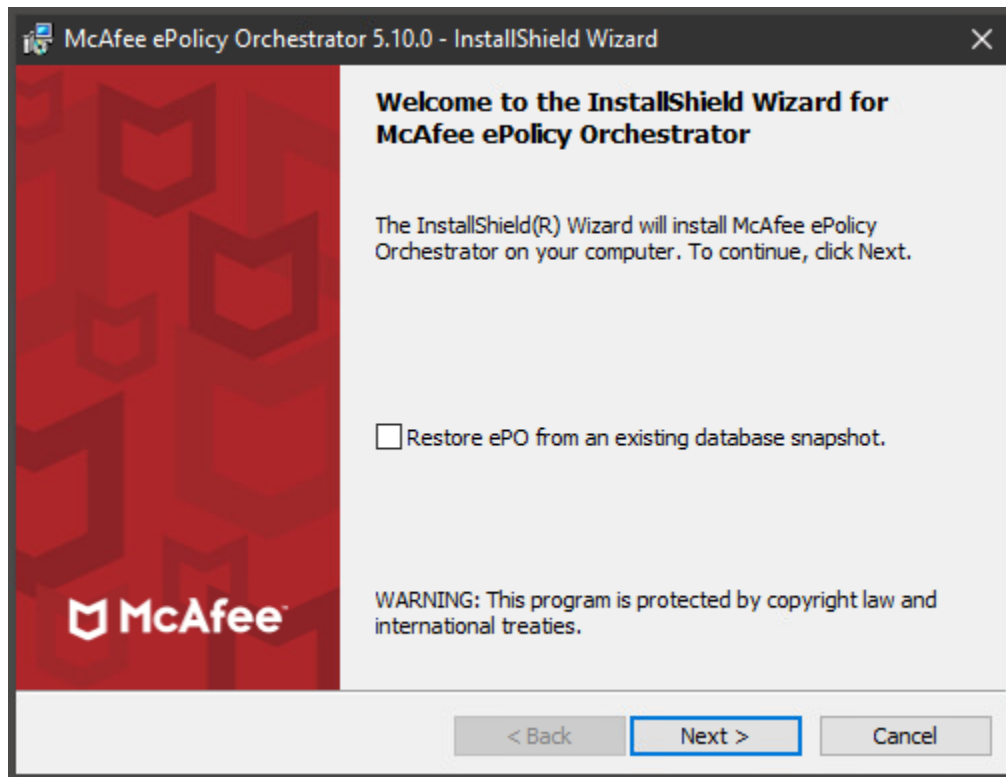 McAfee ePolicy Orchestrator 5.10.0 - InstallShield Wizard
Welcome to the InstallShield Wizard for
McAfee ePolicy Orchestrator
The InstallShield(R) Wizard will install McAfee ePolicy
Orchestrator on your computer. To continue, click Next.
Restore ePO from an existing database snapshot.
McAfee™
WARNING: This program is protected by copyright law and
international treaties.
< Back
Next >
Cancel